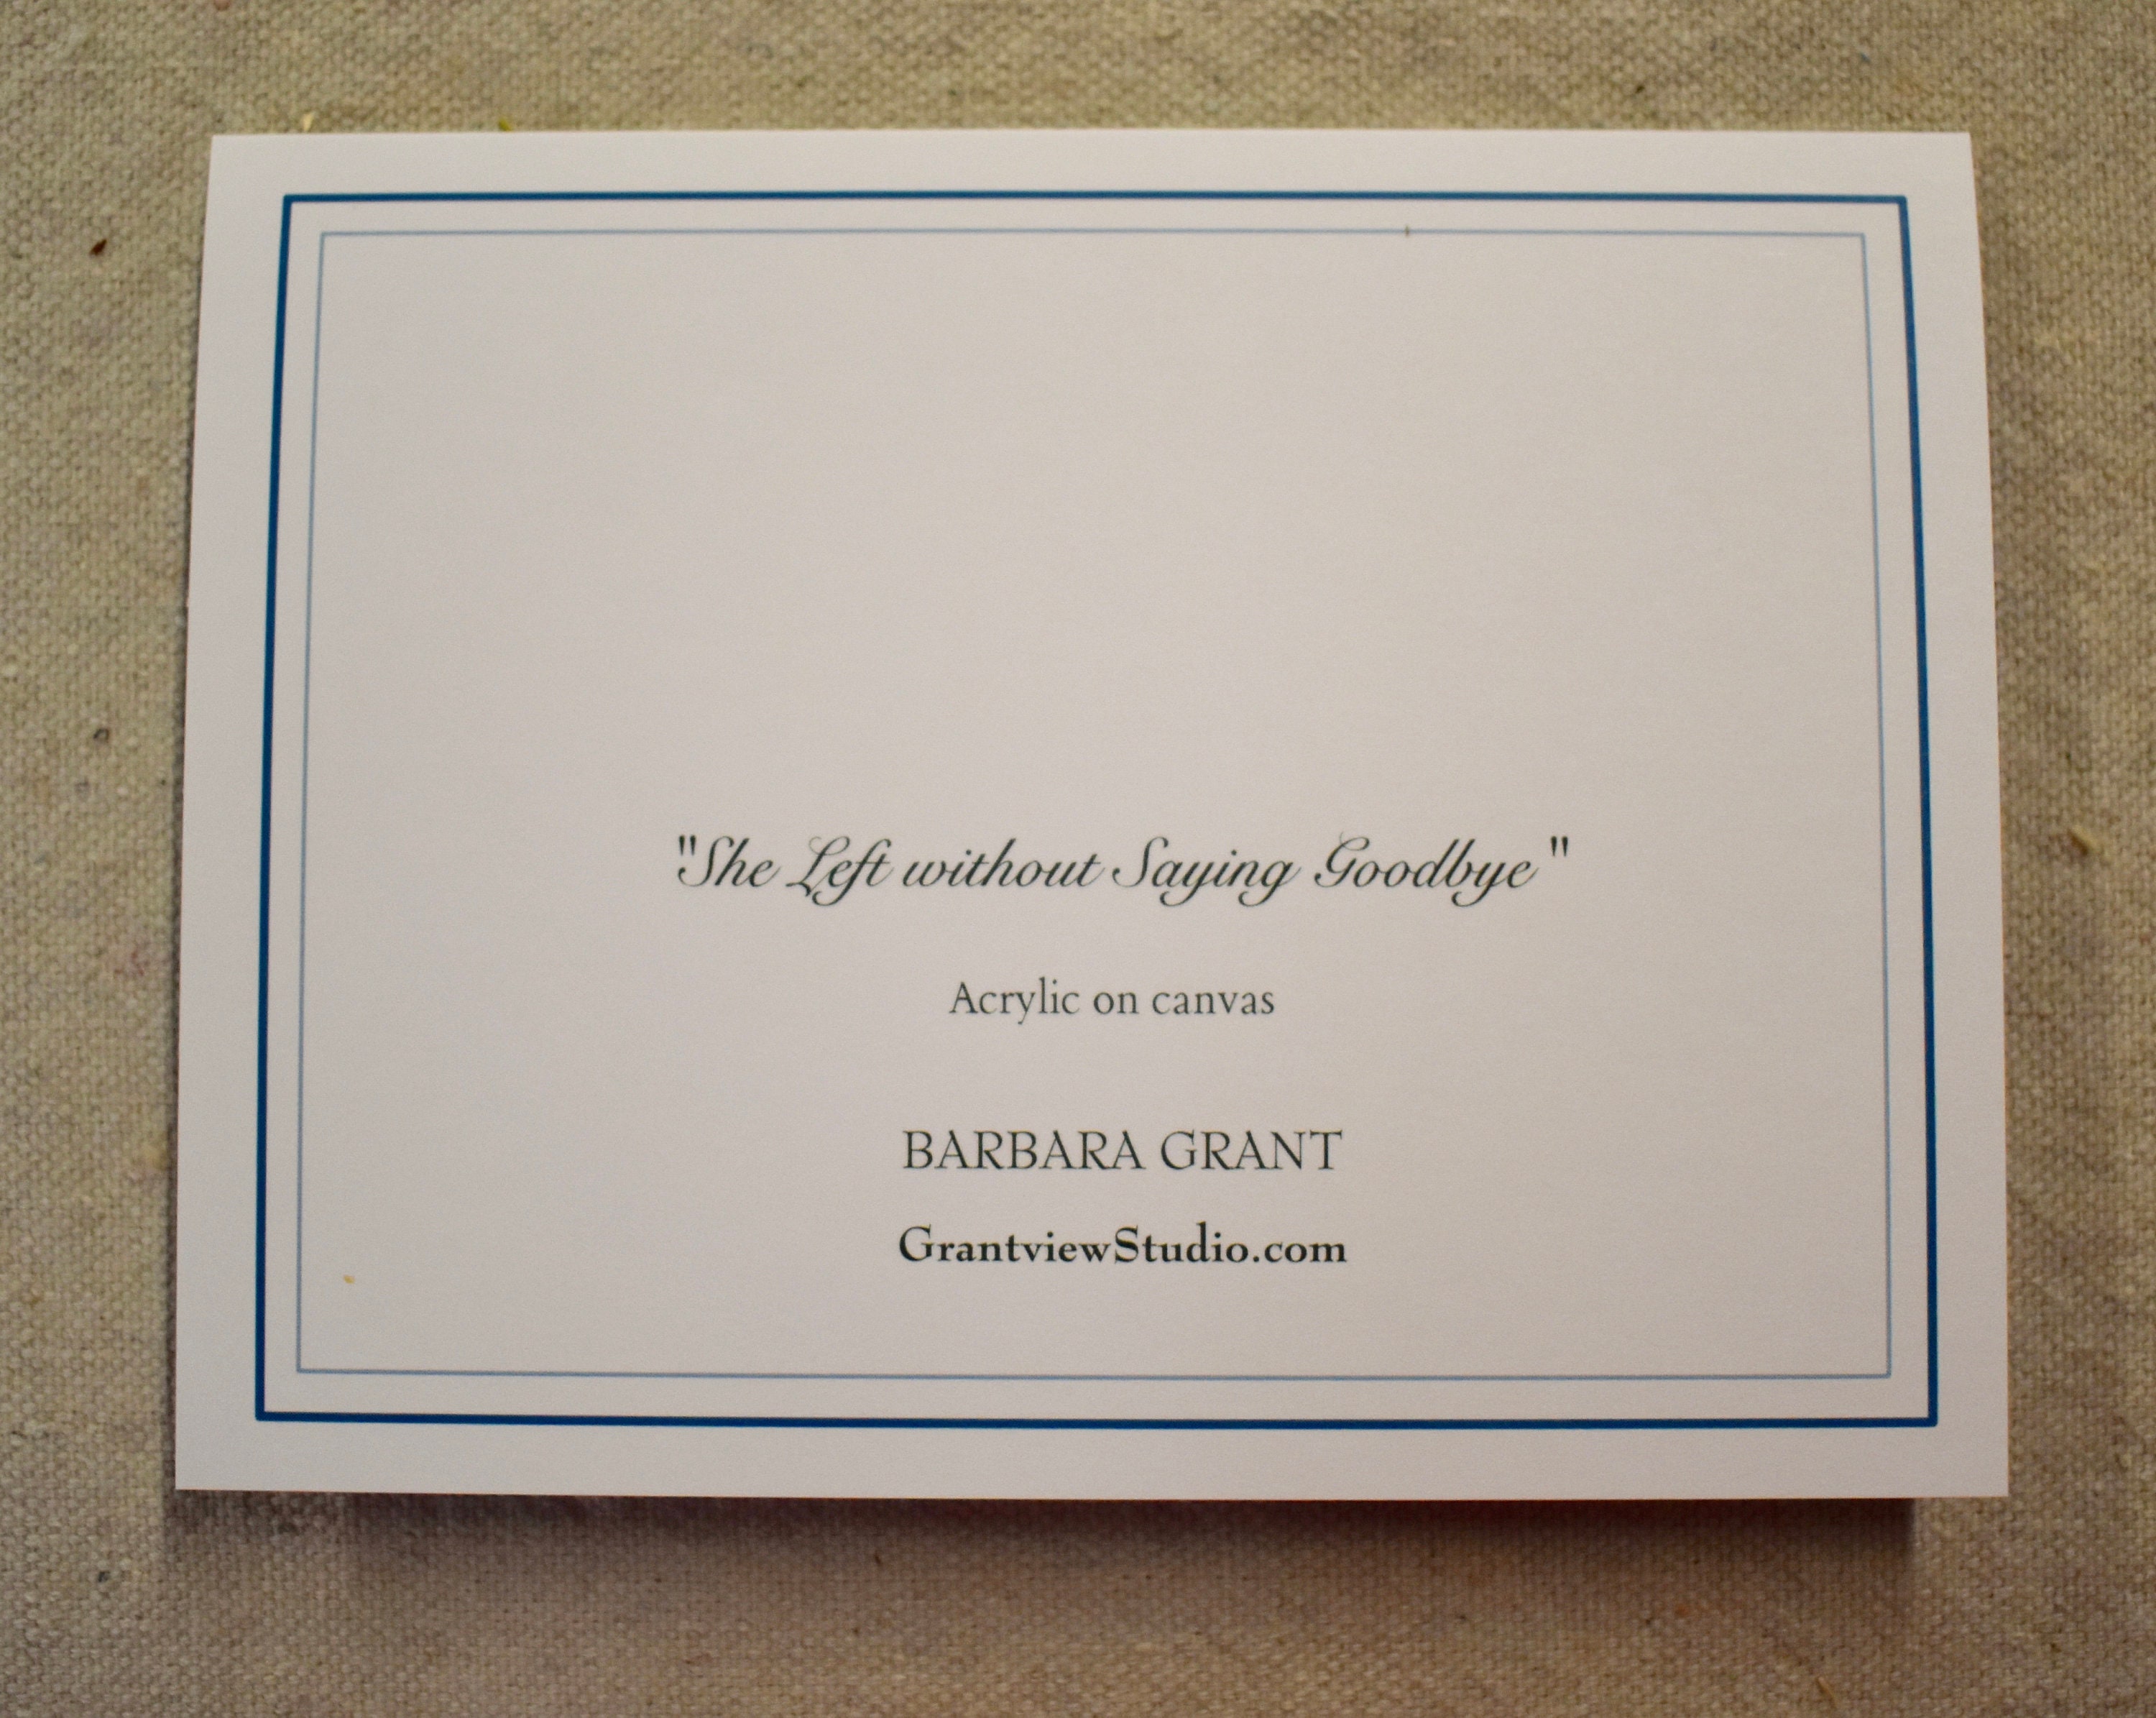 "She Left without Saying Goodbye"
Acrylic on canvas
BARBARA GRANT
GrantviewStudio.com